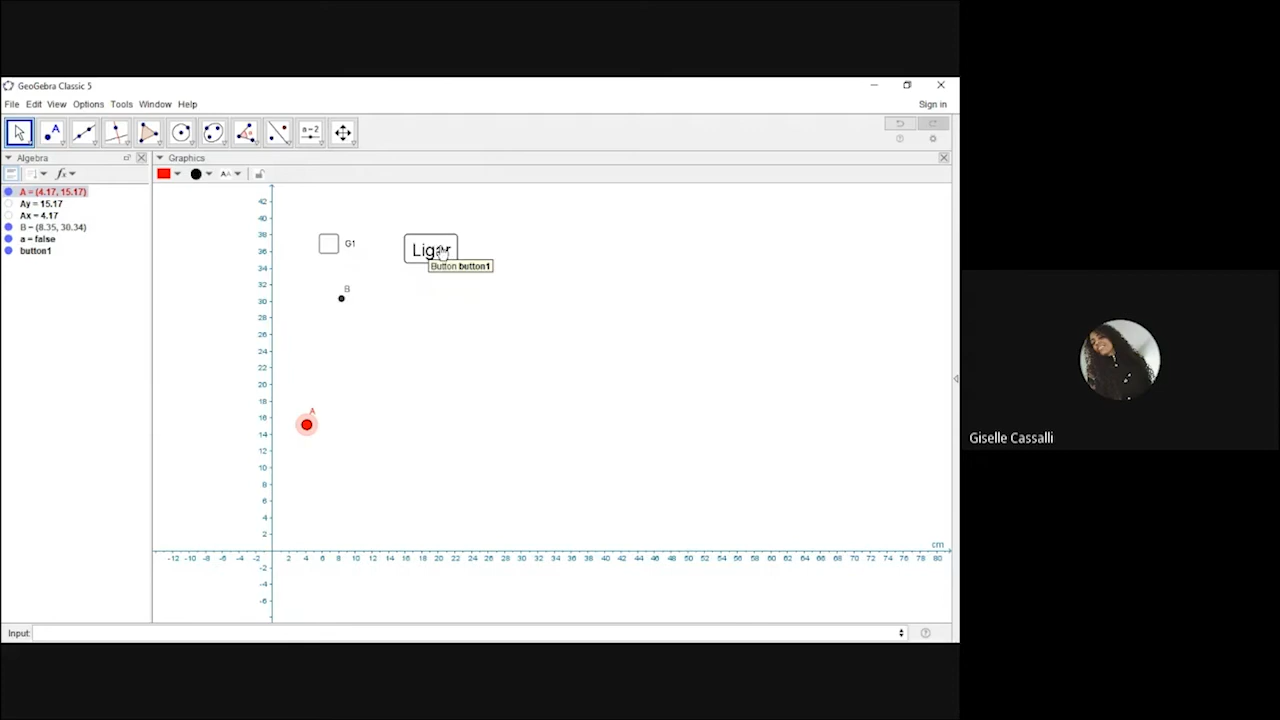 GeoGebra Classic 5
File Edit View Options Tools Window Help
Sign in
A
a=2
Algebra
Graphics
fx
AA
A = (4.17, 15.17)
Ay = 15.17
Ax = 4.17
B = (8.35, 30.34)
a = false
button1
42
40
38
36
34
32
30
28
26
24
22
20
18
16
14
12
10
8
6
4
2
-2
-4
-6
G1
Ligar
Button button1
B
A
cm
-12 -10 -8 -6 -4 -2 2 4 6 8 10 12 14 16 18 20 22 24 26 28 30 32 34 36 38 40 42 44 46 48 50 52 54 56 58 60 62 64 66 68 70 72 74 76 78 80
Input:
Giselle Cassalli